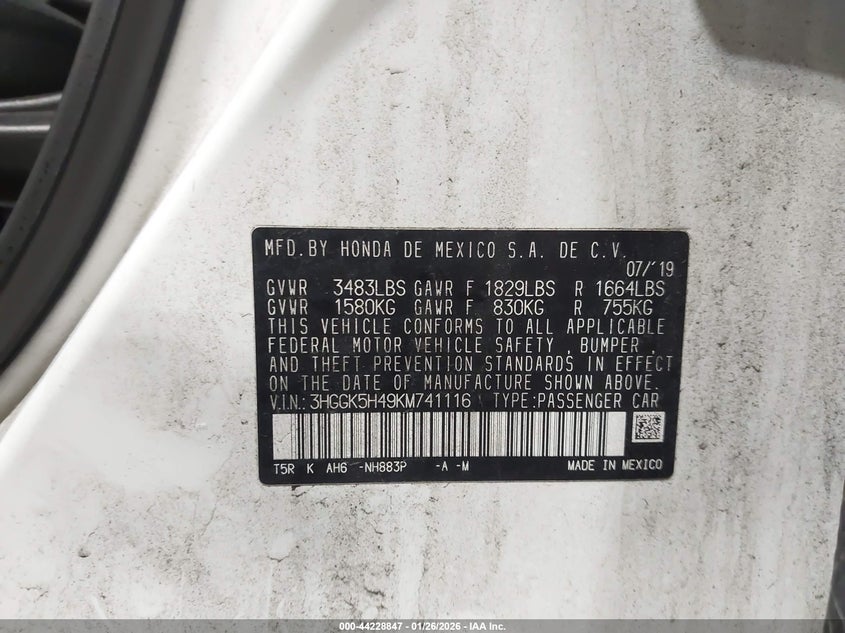 MFD. BY HONDA DE MEXICO S.A. DE C.V.
07/'19
GVWR 3483LBS GAWR F 1829LBS R 1664LBS
GVWR 1580KG GAWR F 830KG R 755KG
THIS VEHICLE CONFORMS TO ALL APPLICABLE
FEDERAL MOTOR VEHICLE SAFETY , BUMPER ,
AND THEFT PREVENTION STANDARDS IN EFFECT
ON THE DATE OF MANUFACTURE SHOWN ABOVE.
V.I.N.: 3HGGK5H49KM741116 TYPE:PASSENGER CAR
T5R K AH6 -NH883P -A -M MADE IN MEXICO
000-44228847 - 01/26/2026 - IAA Inc.